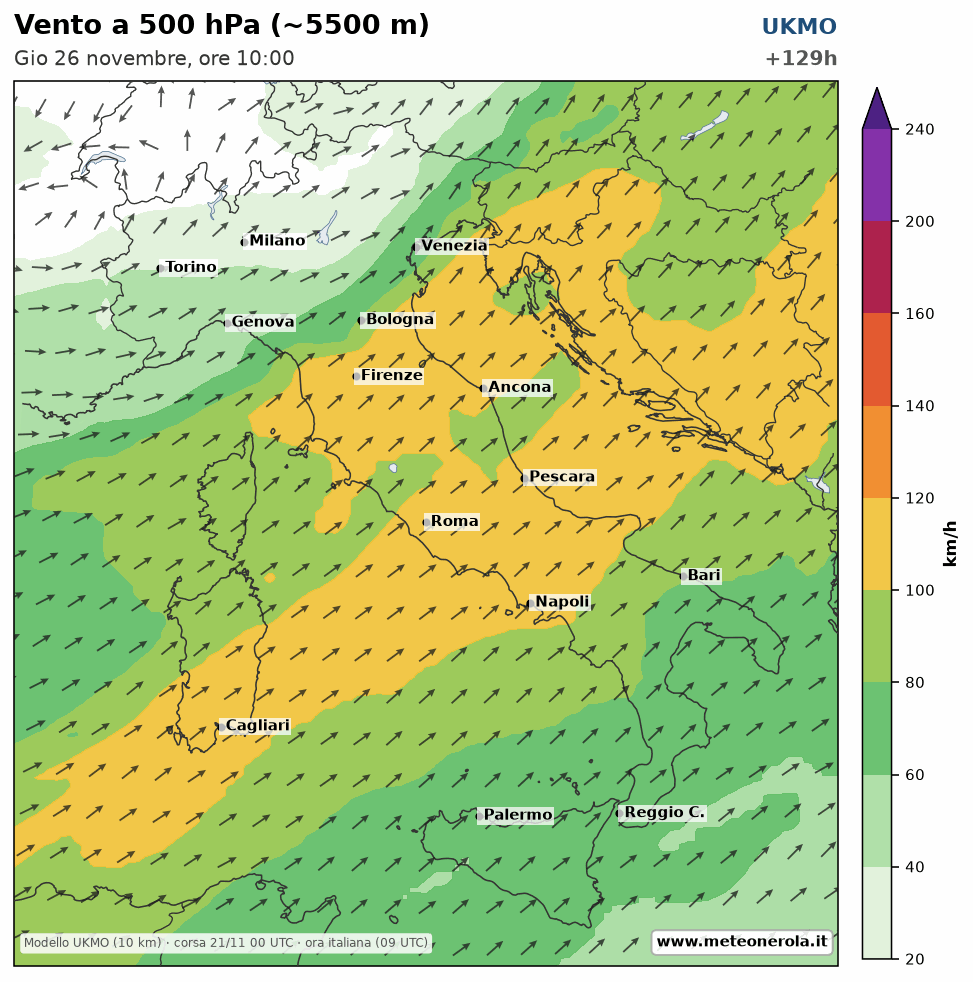 Vento a 500 hPa (~5500 m)
UKMO
Gio 26 novembre, ore 10:00
+129h
Milano
Venezia
Torino
Genova
Bologna
Firenze
Ancona
Pescara
Roma
Bari
Napoli
Cagliari
Palermo
Reggio C.
Modello UKMO (10 km) · corsa 21/11 00 UTC · ora italiana (09 UTC)
www.meteonerola.it
240
200
160
140
120
100
80
60
40
20
km/h